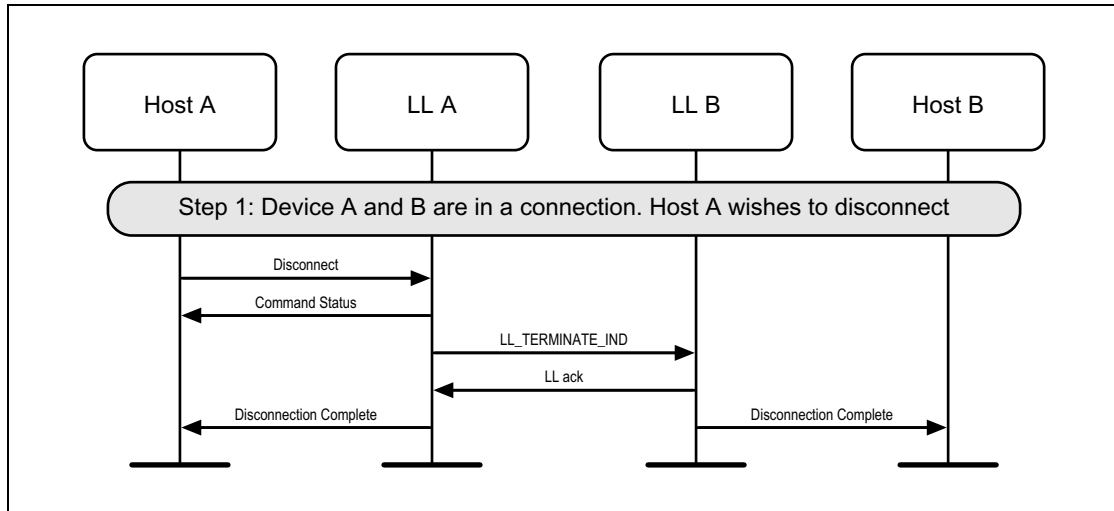 Host A
LL A
LL B
Host B
Step 1: Device A and B are in a connection. Host A wishes to disconnect
Disconnect
Command Status
LL_TERMINATE_IND
LL ack
Disconnection Complete
Disconnection Complete